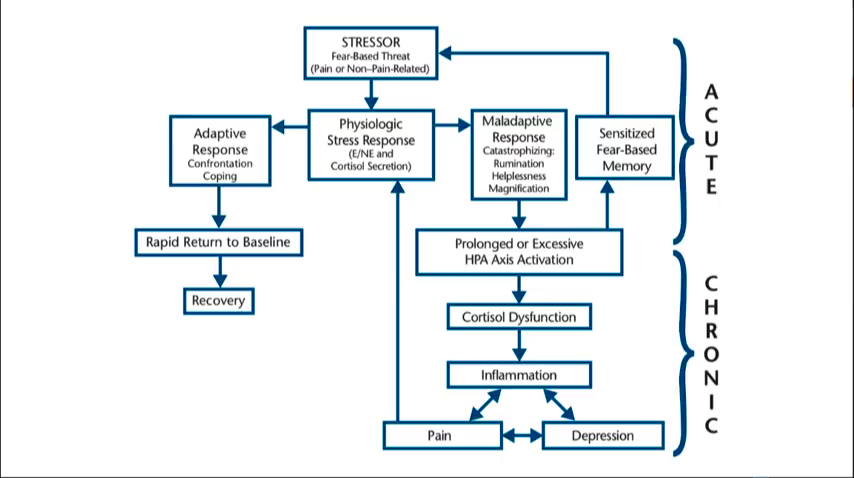 STRESSOR
Fear-Based Threat
(Pain or Non–Pain-Related)
Adaptive
Response
Confrontation
Coping
Physiologic
Stress Response
(E/NE and
Cortisol Secretion)
Maladaptive
Response
Catastrophizing:
Rumination
Helplessness
Magnification
Sensitized
Fear-Based
Memory
ACUTE
Rapid Return to Baseline
Prolonged or Excessive
HPA Axis Activation
Recovery
Cortisol Dysfunction
Inflammation
Pain
Depression
CHRONIC